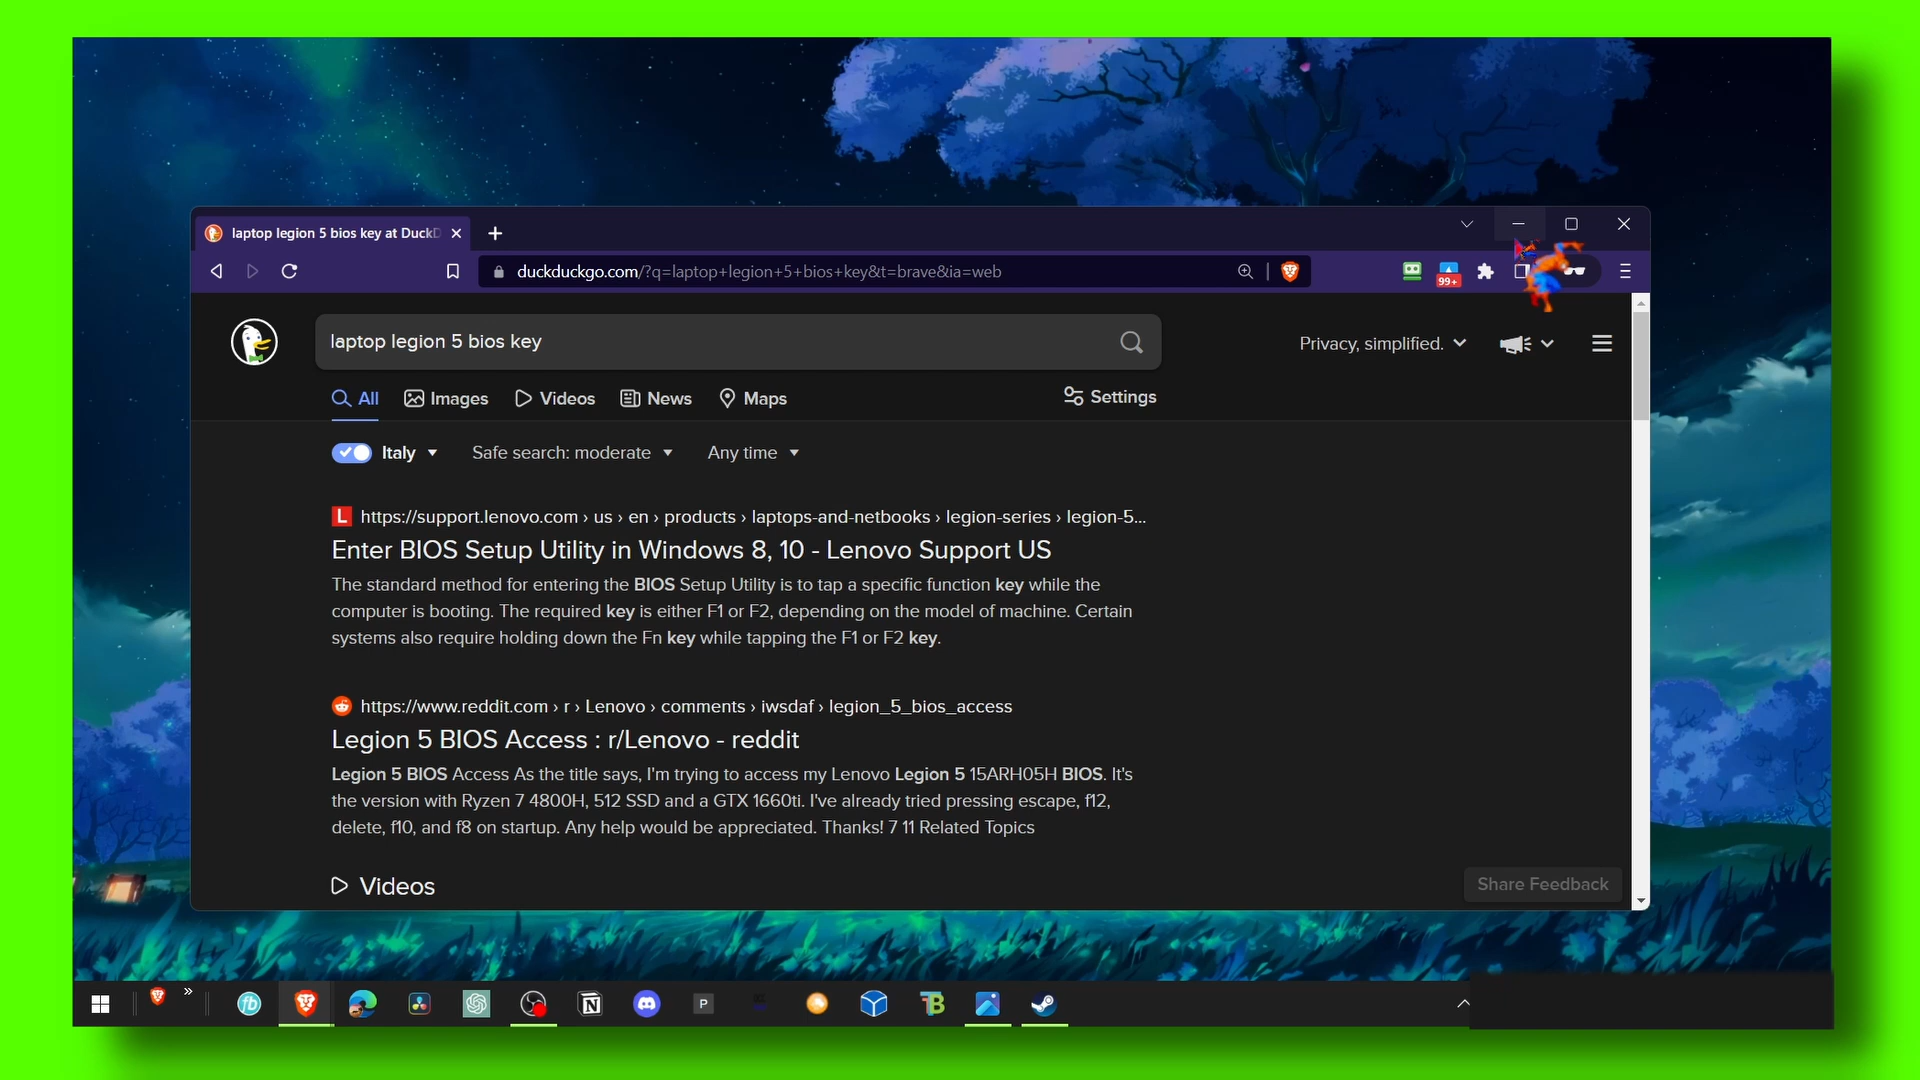 laptop legion 5 bios key at DuckD
duckduckgo.com/?q=laptop+legion+5+bios+key&t=brave&ia=web
99+
laptop legion 5 bios key
Privacy, simplified.
All
Images
Videos
News
Maps
Settings
Italy
Safe search: moderate
Any time
L
https://support.lenovo.com › us › en › products › laptops-and-netbooks › legion-series › legion-5...
Enter BIOS Setup Utility in Windows 8, 10 - Lenovo Support US
The standard method for entering the BIOS Setup Utility is to tap a specific function key while the
computer is booting. The required key is either F1 or F2, depending on the model of machine. Certain
systems also require holding down the Fn key while tapping the F1 or F2 key.
https://www.reddit.com › r › Lenovo › comments › iwsdaf › legion_5_bios_access
Legion 5 BIOS Access : r/Lenovo - reddit
Legion 5 BIOS Access As the title says, I'm trying to access my Lenovo Legion 5 15ARH05H BIOS. It's
the version with Ryzen 7 4800H, 512 SSD and a GTX 1660ti. I've already tried pressing escape, f12,
delete, f10, and f8 on startup. Any help would be appreciated. Thanks! 7 11 Related Topics
Videos
Share Feedback
fb
N
P
TB